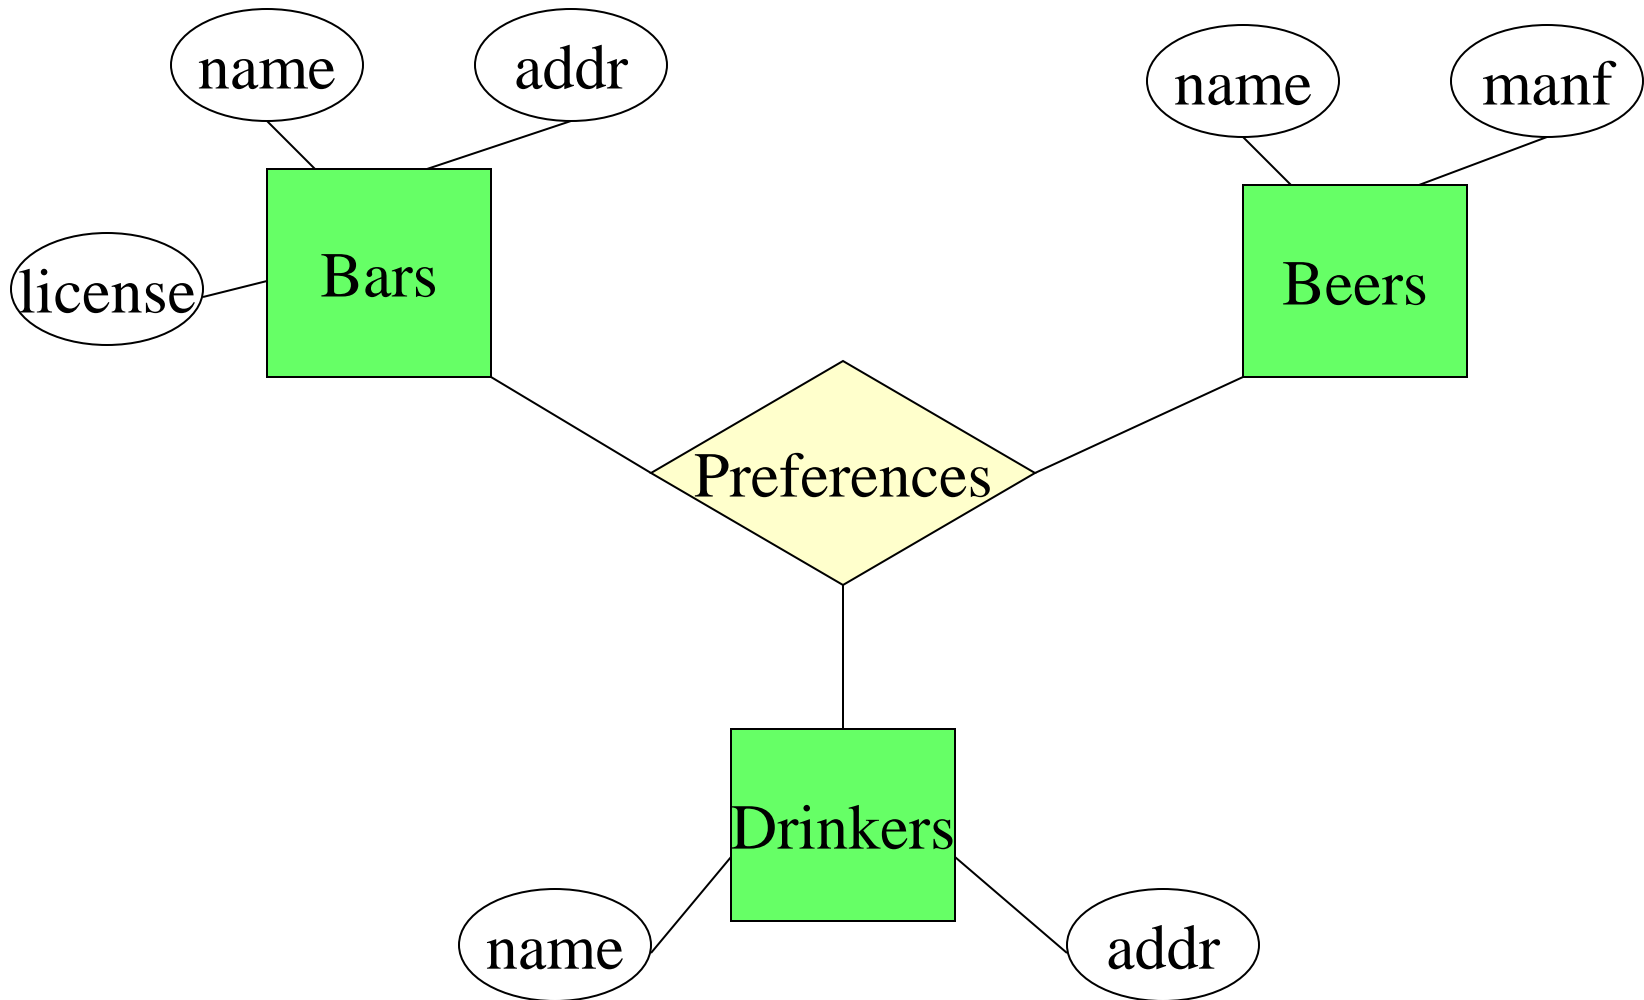 name
addr
name
manf
license
Bars
Beers
Preferences
Drinkers
name
addr